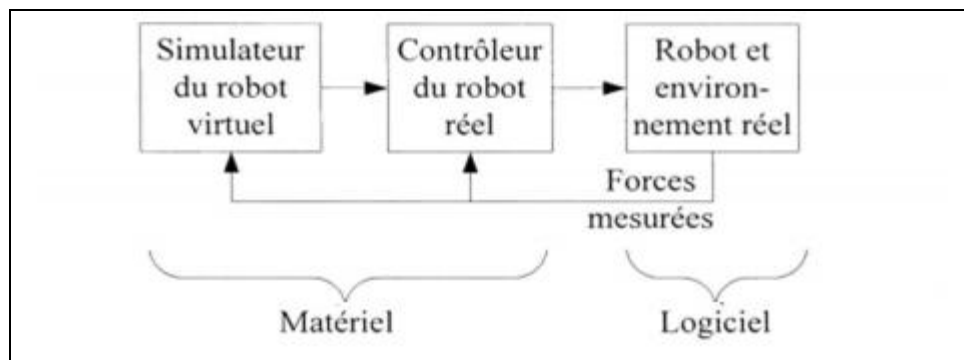 Simulateur
du robot
virtuel
Contrôleur
du robot
réel
Robot et
environ-
nement réel
Forces
mesurées
Matériel
Logiciel